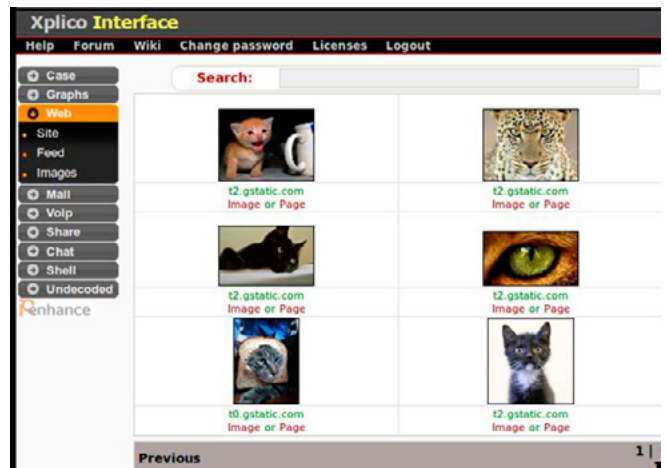 Xplico Interface
Help Forum Wiki Change password Licenses Logout
Case
Graphs
Web
Site
Feed
Images
Mail
Voip
Share
Chat
Shell
Undecoded
enhance
Search:
t2.gstatic.com
Image or Page
t2.gstatic.com
Image or Page
t2.gstatic.com
Image or Page
t2.gstatic.com
Image or Page
t0.gstatic.com
Image or Page
t2.gstatic.com
Image or Page
Previous
1 |